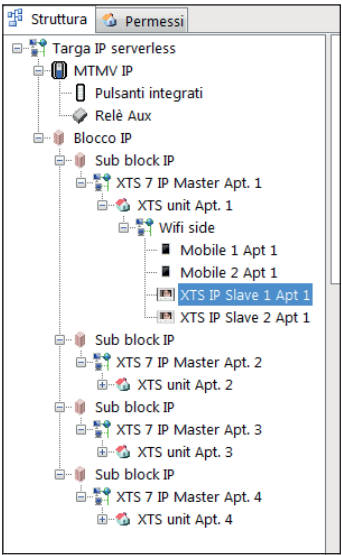 Struttura Permessi
Targa IP serverless
MTMV IP
Pulsanti integrati
Relè Aux
Blocco IP
Sub block IP
XTS 7 IP Master Apt. 1
XTS unit Apt. 1
Wifi side
Mobile 1 Apt 1
Mobile 2 Apt 1
XTS IP Slave 1 Apt 1
XTS IP Slave 2 Apt 1
Sub block IP
XTS 7 IP Master Apt. 2
XTS unit Apt. 2
Sub block IP
XTS 7 IP Master Apt. 3
XTS unit Apt. 3
Sub block IP
XTS 7 IP Master Apt. 4
XTS unit Apt. 4